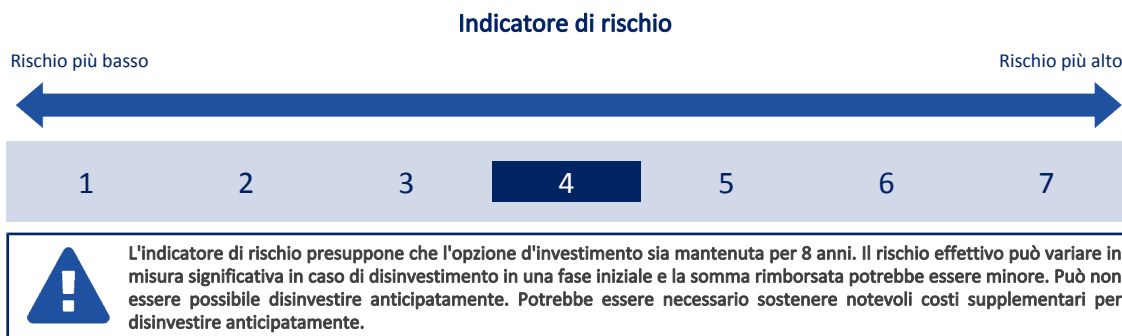 Indicatore di rischio
Rischio più basso
Rischio più alto
1 2 3 4 5 6 7
L'indicatore di rischio presuppone che l'opzione d'investimento sia mantenuta per 8 anni. Il rischio effettivo può variare in
misura significativa in caso di disinvestimento in una fase iniziale e la somma rimborsata potrebbe essere minore. Può non
essere possibile disinvestire anticipatamente. Potrebbe essere necessario sostenere notevoli costi supplementari per
disinvestire anticipatamente.